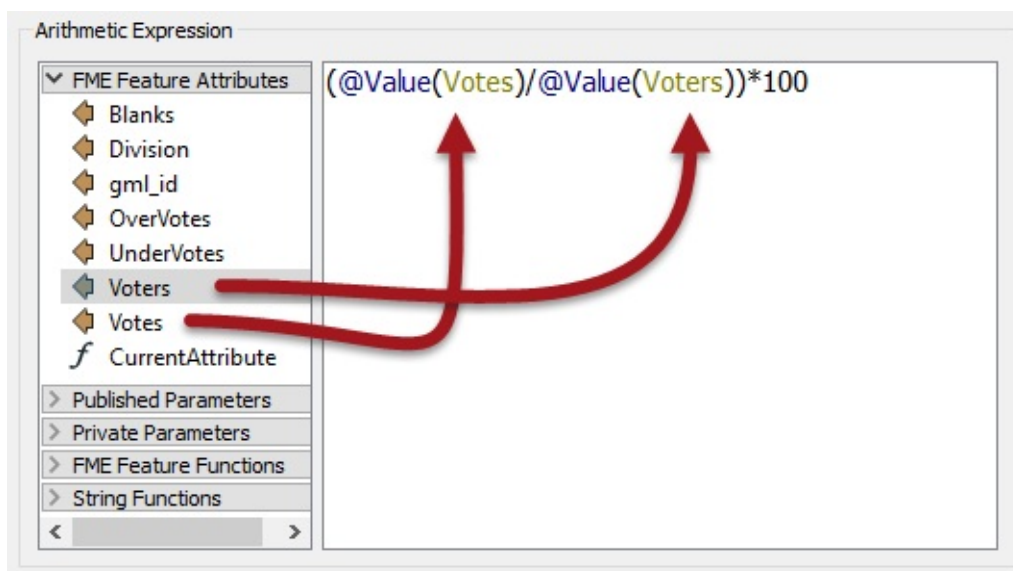 Arithmetic Expression
FME Feature Attributes
Blanks
Division
gml_id
OverVotes
UnderVotes
Voters
Votes
f CurrentAttribute
Published Parameters
Private Parameters
FME Feature Functions
String Functions
(@Value(Votes)/@Value(Voters))*100